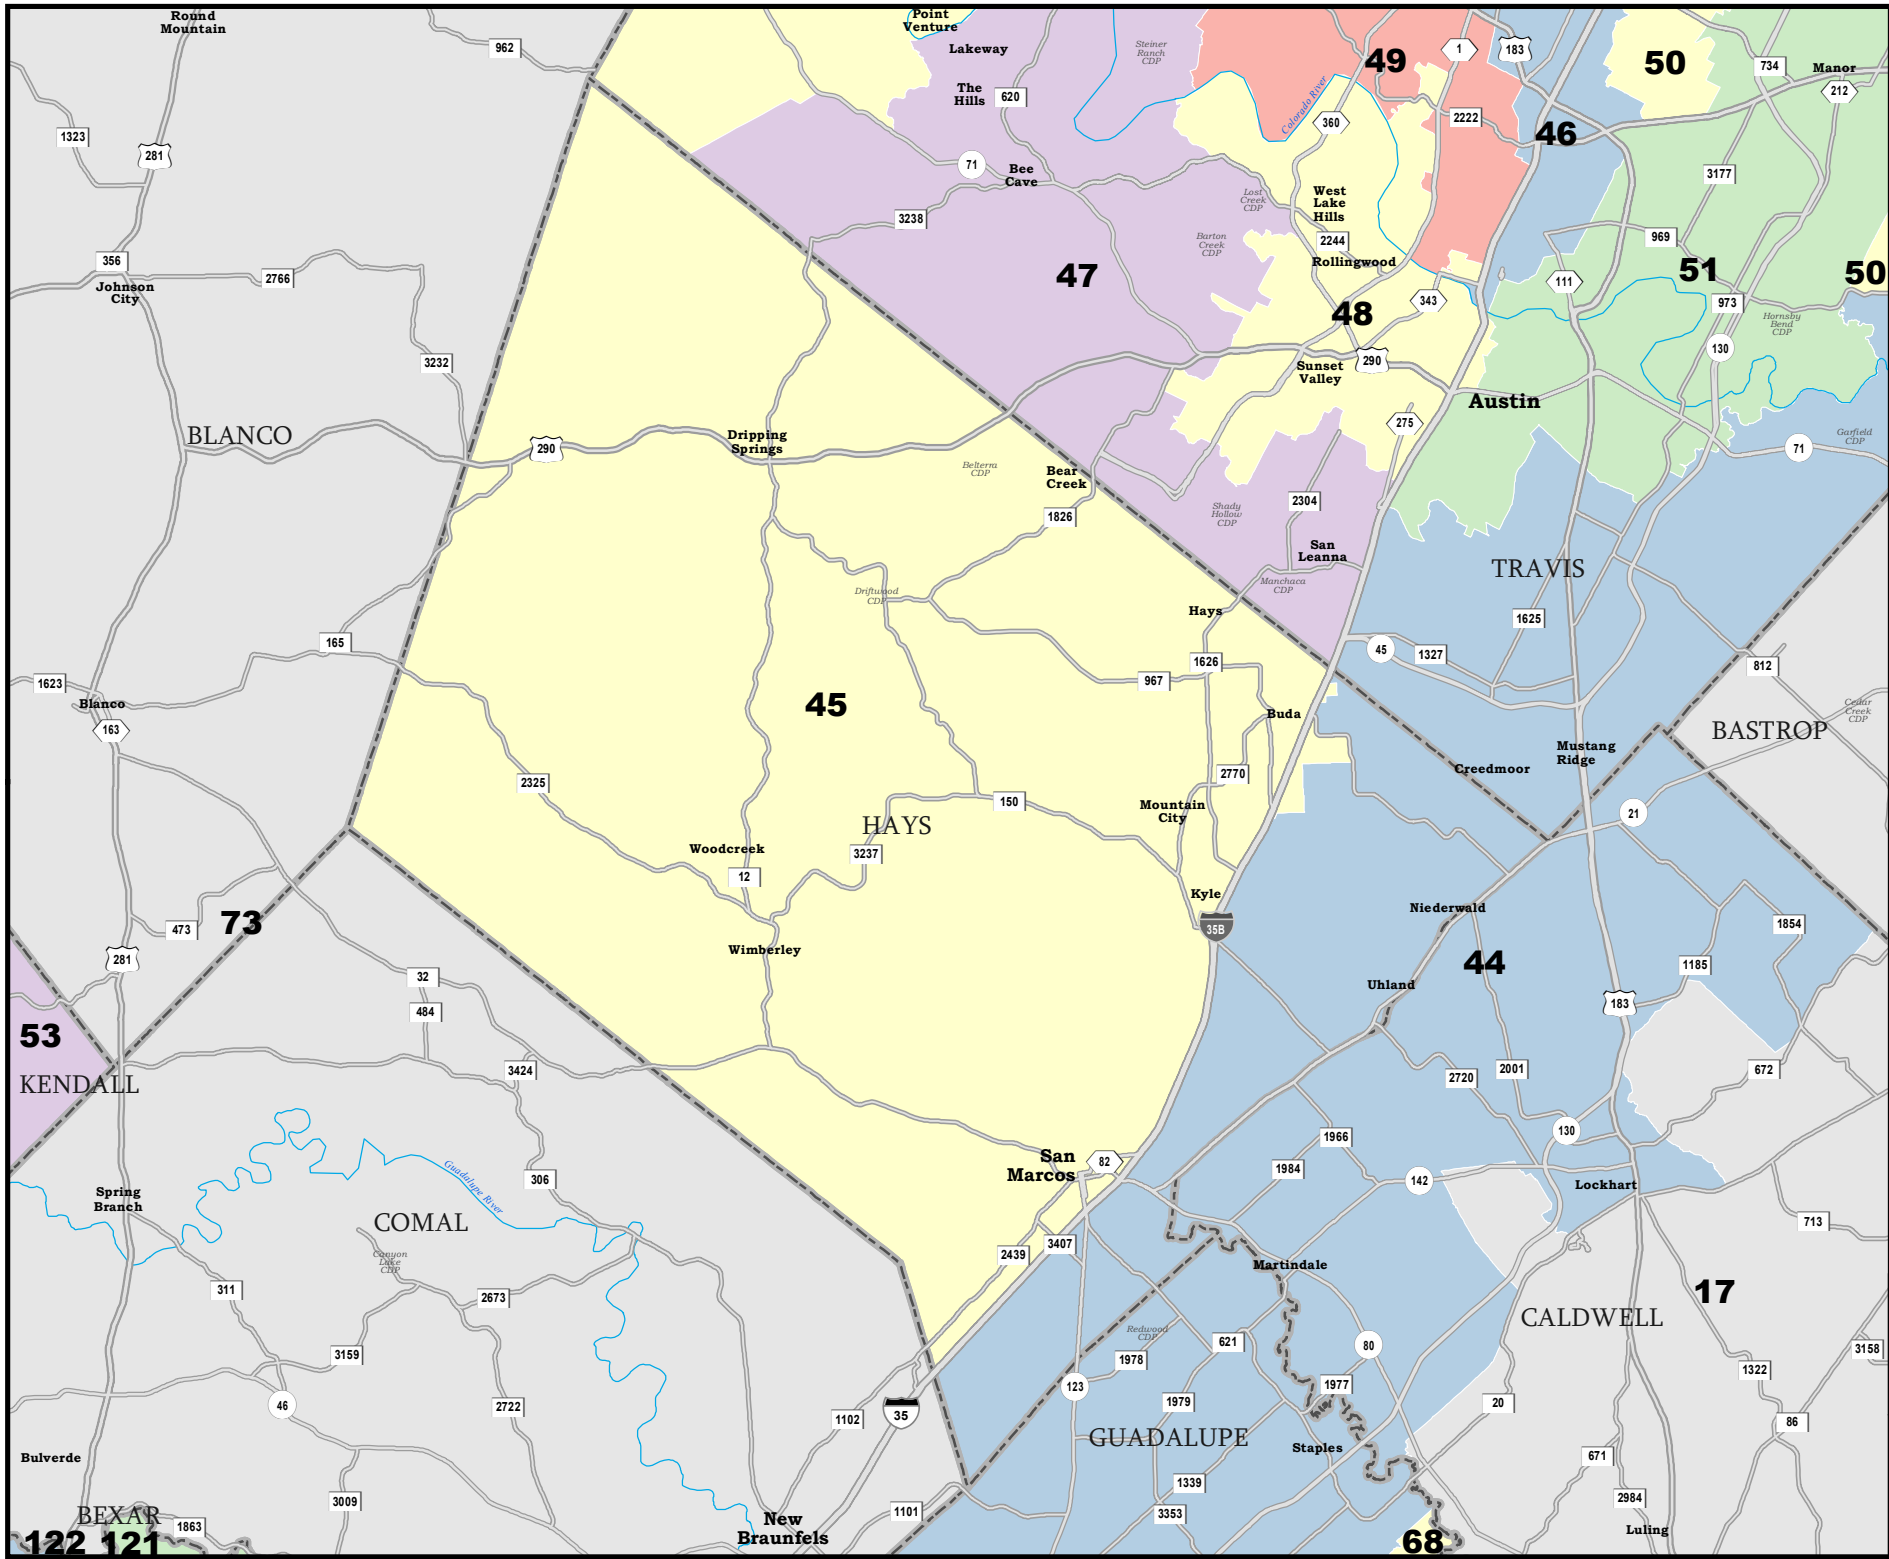 Round
Mountain
962
Point
Venture
Lakeway
Steiner
Ranch
CDP
49
1
183
50
734
Manor
212
The
Hills
620
Colorado River
360
2222
46
1323
281
71
Bee
Cave
3177
3238
Lost
Creek
CDP
West
Lake
Hills
Barton
Creek
CDP
2244
Rollingwood
969
51
50
356
2766
Johnson
City
47
111
343
973
48
Hornsby
Bend
CDP
130
3232
Sunset
Valley
290
Austin
BLANCO
290
Dripping
Springs
275
Garfield
CDP
71
Belterra
CDP
Bear
Creek
1826
Shady
Hollow
CDP
2304
San
Leanna
TRAVIS
Manchaca
CDP
Driftwood
CDP
Hays
1625
165
45
1327
1626
812
967
1623
Blanco
163
45
Buda
Cedar
Creek
CDP
BASTROP
Mustang
Ridge
Creedmoor
2325
2770
150
Mountain
City
21
HAYS
Woodcreek
3237
12
Kyle
Niederwald
35B
73
473
1854
Wimberley
281
44
1185
32
Uhland
183
484
53
KENDALL
3424
2720
2001
672
130
1966
San
Marcos
82
1984
142
Lockhart
306
Guadalupe River
Spring
Branch
COMAL
713
Canyon
Lake
CDP
2439
3407
Martindale
311
2673
17
CALDWELL
Redwood
CDP
621
80
3159
1978
3158
1322
123
1977
46
2722
1979
20
1102
35
86
GUADALUPE
Staples
Bulverde
671
1339
2984
3009
1101
3353
BEXAR
1863
New
Braunfels
Luling
122
121
68